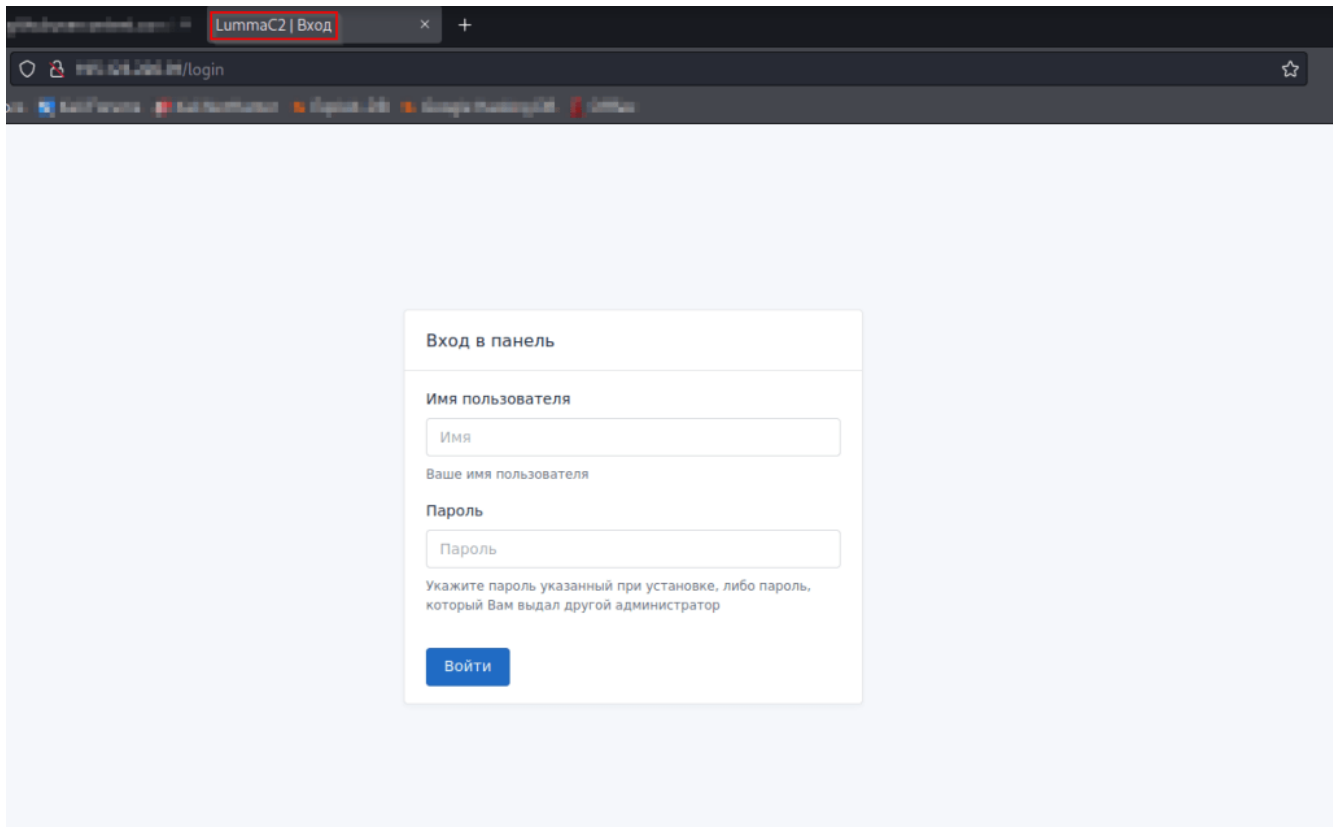 LummaC2 | Вход
/login
Вход в панель
Имя пользователя
Имя
Ваше имя пользователя
Пароль
Пароль
Укажите пароль указанный при установке, либо пароль,
который Вам выдал другой администратор
Войти